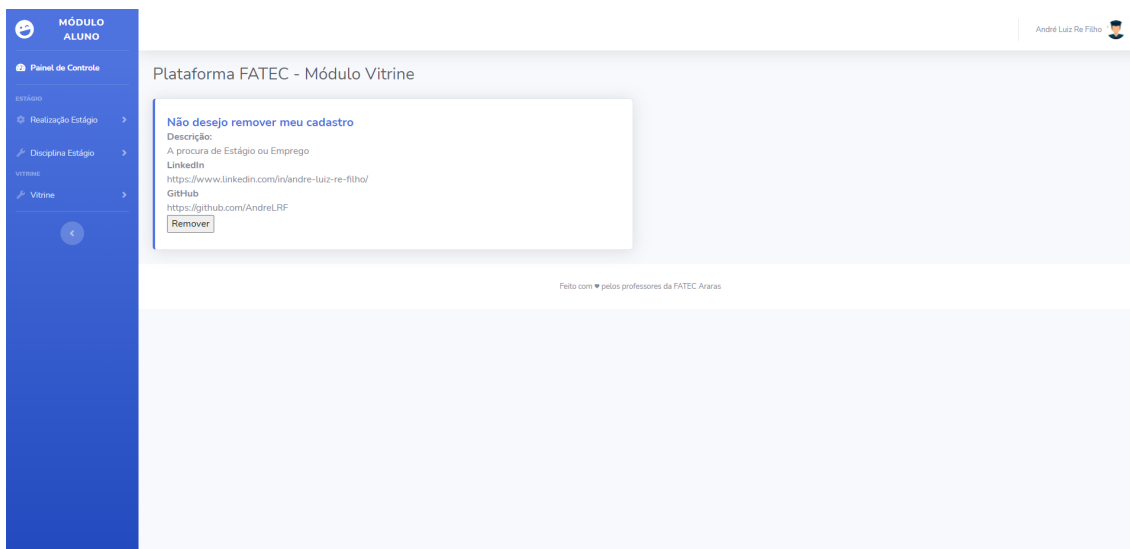 MÓDULO
ALUNO
André Luiz Re Filho
Painel de Controle
ESTÁGIO
Realização Estágio
Disciplina Estágio
VITRINE
Vitrine
Plataforma FATEC - Módulo Vitrine
Não desejo remover meu cadastro
Descrição:
A procura de Estágio ou Emprego
LinkedIn
https://www.linkedin.com/in/andre-luiz-re-filho/
GitHub
https://github.com/AndreLRF
Remover
Feito com ♥ pelos professores da FATEC Araras